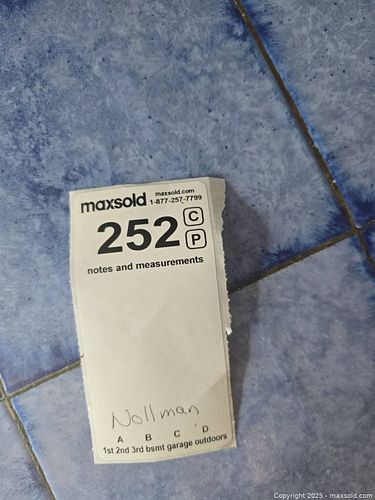 maxsold maxsold.com
1-877-257-7799
252 C
P
notes and measurements
Nollman
A B C D
1st 2nd 3rd bsmt garage outdoors
Copyright © 2025 - maxsold.com